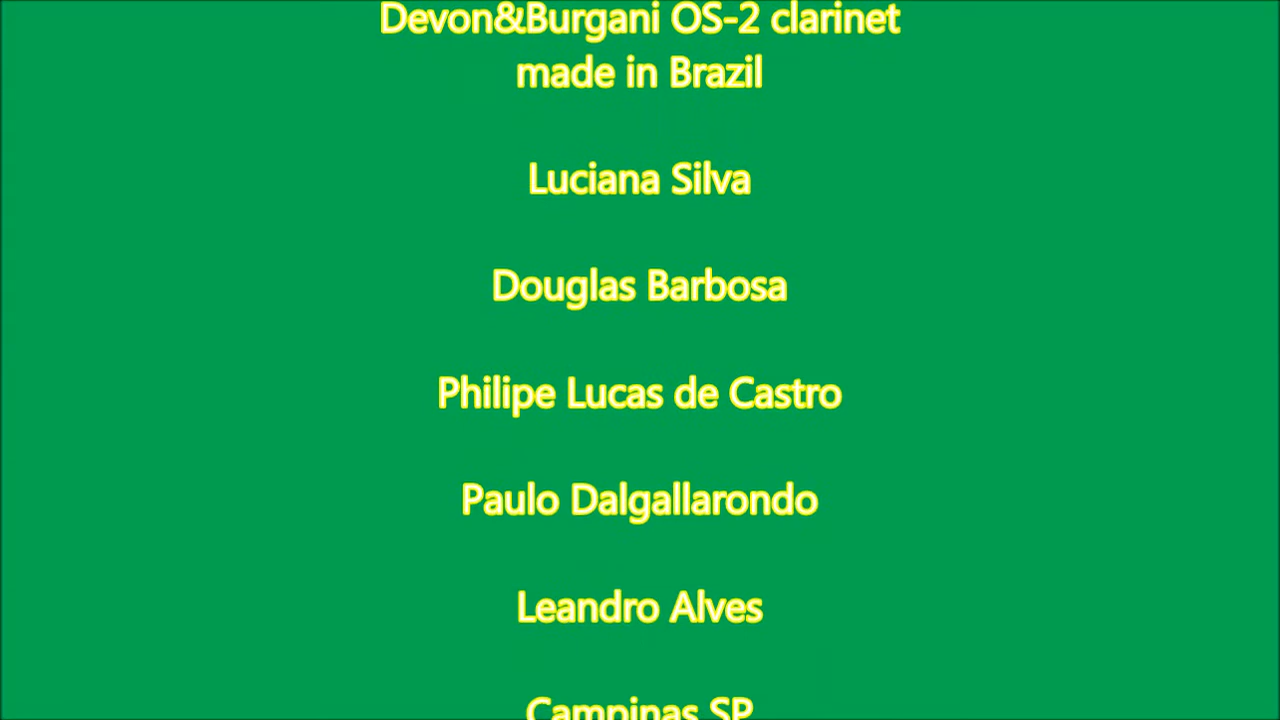 Devon&Burgani OS-2 clarinet
made in Brazil
Luciana Silva
Douglas Barbosa
Philipe Lucas de Castro
Paulo Dalgallarondo
Leandro Alves
Campinas SP